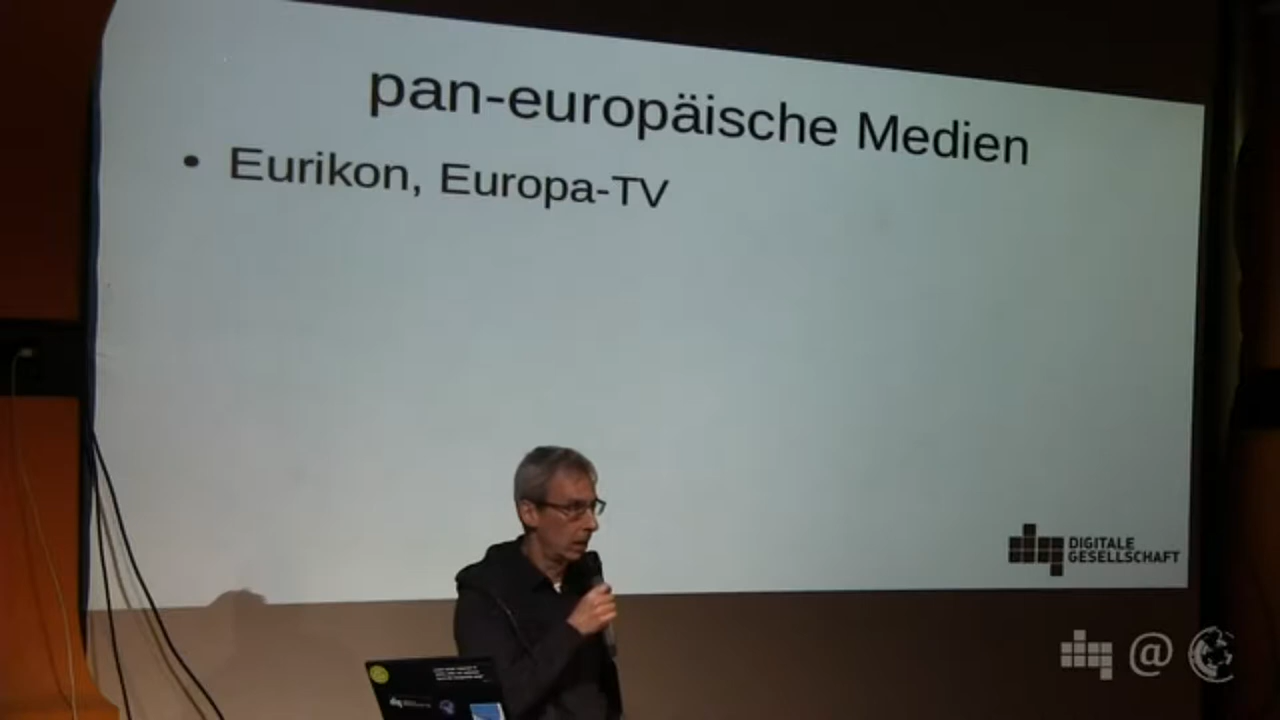 pan-europäische Medien
• Eurikon, Europa-TV
DIGITALE
GESELLSCHAFT
@